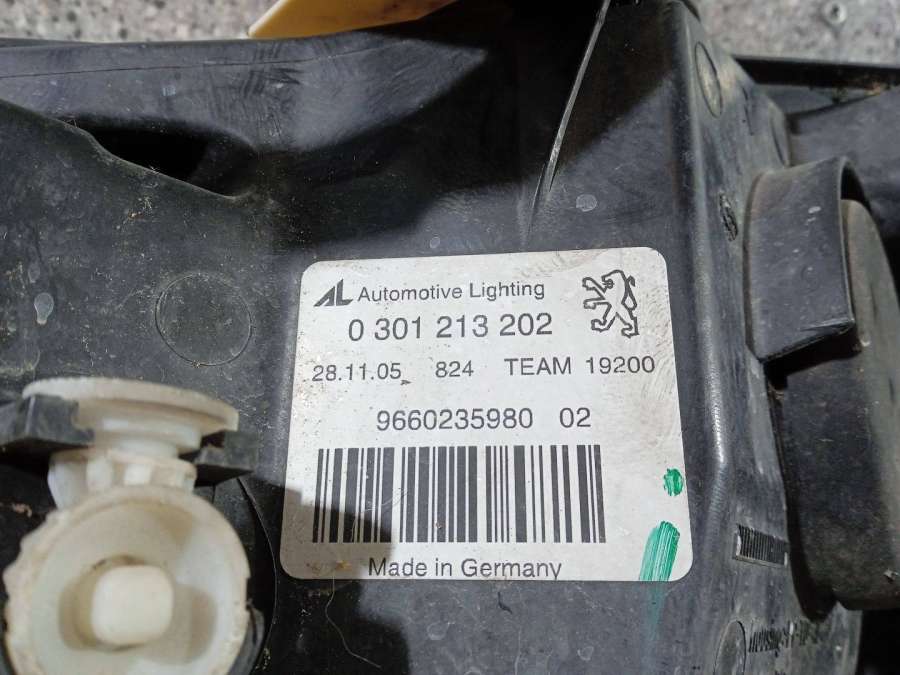 AL Automotive Lighting
0 301 213 202
28.11.05 824 TEAM 19200
9660235980 02
Made in Germany